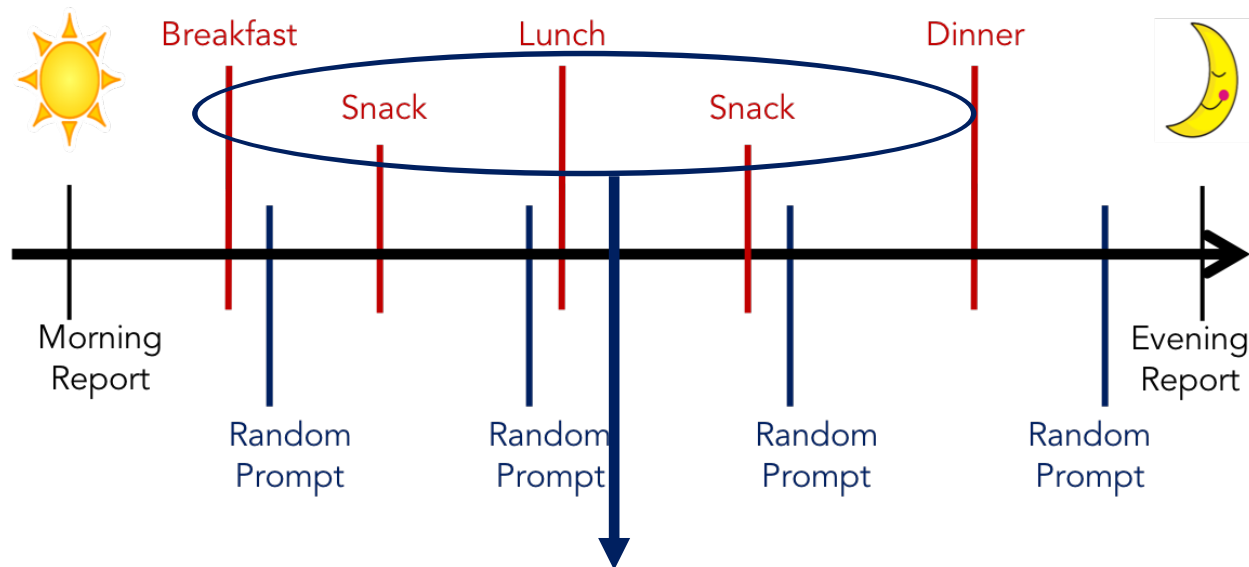 Breakfast
Lunch
Dinner
Snack
Snack
Morning
Report
Evening
Report
Random
Prompt
Random
Prompt
Random
Prompt
Random
Prompt